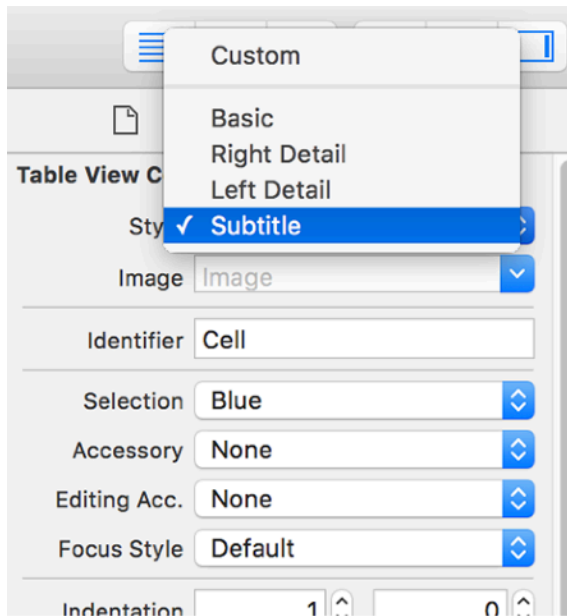 Custom
Basic
Right Detail
Table View C
Left Detail
Sty ✓ Subtitle
Image Image
Identifier Cell
Selection Blue
Accessory None
Editing Acc. None
Focus Style Default
Indentation 1 0